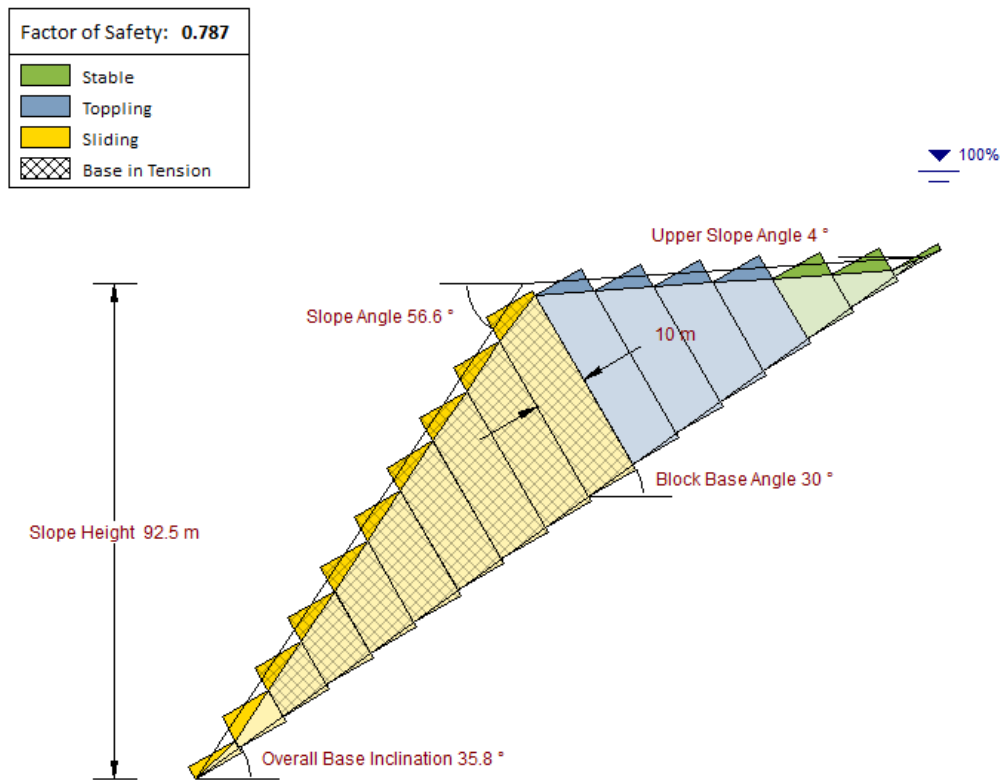 Factor of Safety: 0.787
Stable
Toppling
Sliding
Base in Tension
100%
Upper Slope Angle 4 °
Slope Angle 56.6 °
10 m
Block Base Angle 30 °
Slope Height 92.5 m
Overall Base Inclination 35.8 °